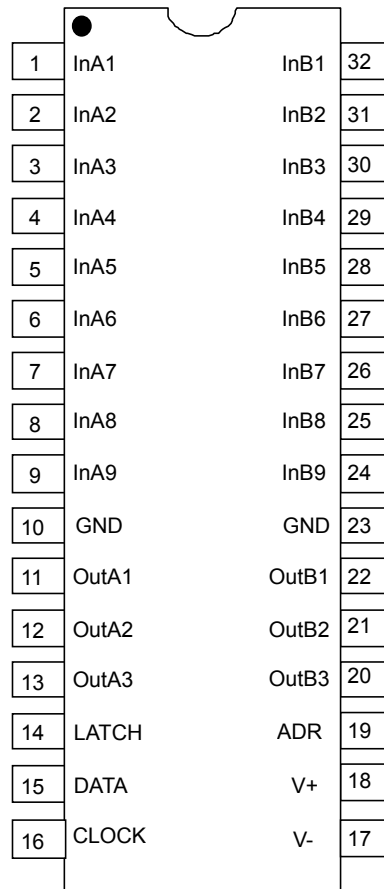 1 InA1 InB1 32
2 InA2 InB2 31
3 InA3 InB3 30
4 InA4 InB4 29
5 InA5 InB5 28
6 InA6 InB6 27
7 InA7 InB7 26
8 InA8 InB8 25
9 InA9 InB9 24
10 GND GND 23
11 OutA1 OutB1 22
12 OutA2 OutB2 21
13 OutA3 OutB3 20
14 LATCH ADR 19
15 DATA V+ 18
16 CLOCK V- 17